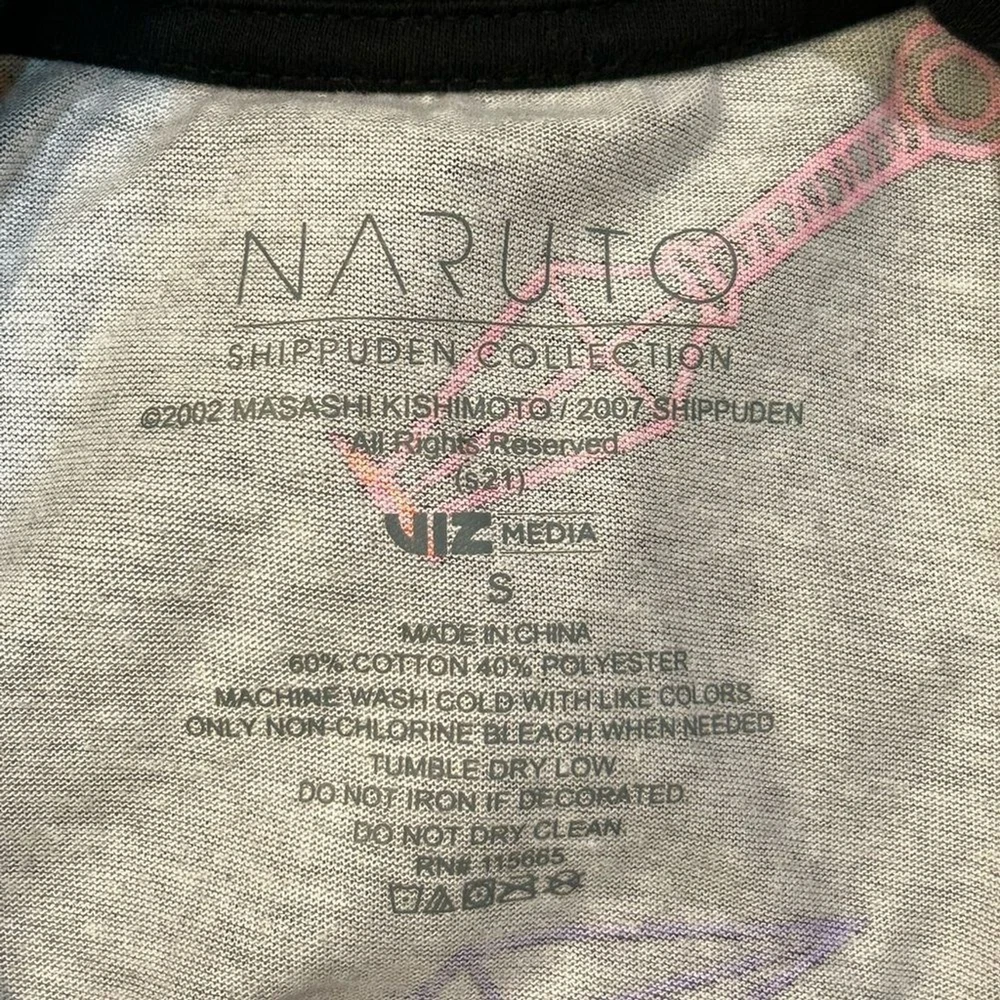 NARUTO
SHIPPUDEN COLLECTION
©2002 MASASHI KISHIMOTO / 2007 SHIPPUDEN
All Rights Reserved
(s21)
VIZ MEDIA
S
MADE IN CHINA
60% COTTON 40% POLYESTER
MACHINE WASH COLD WITH LIKE COLORS
ONLY NON-CHLORINE BLEACH WHEN NEEDED
TUMBLE DRY LOW
DO NOT IRON IF DECORATED
DO NOT DRY CLEAN
RN# 115665